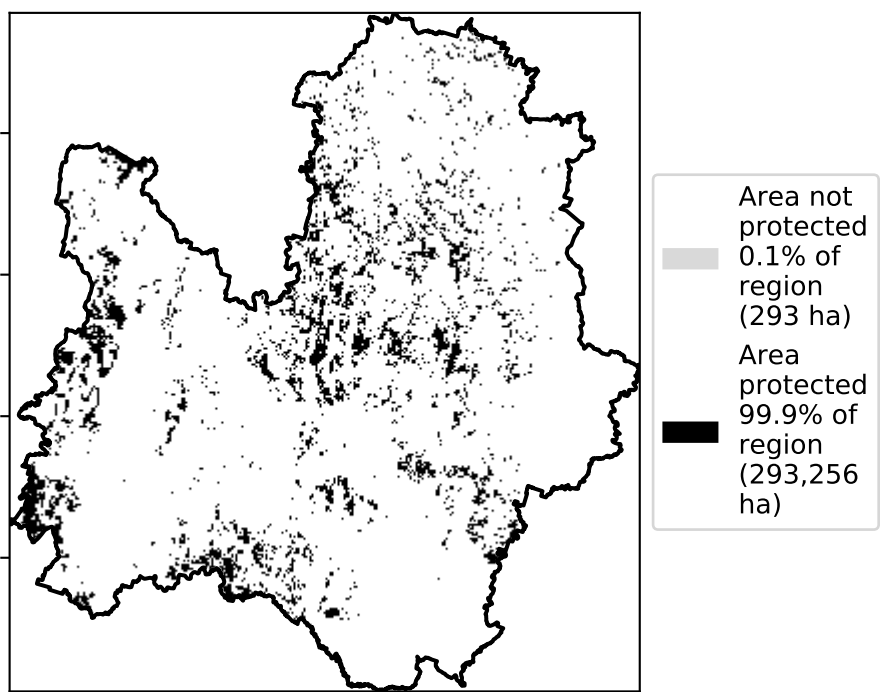 Area not
protected
0.1% of
region
(293 ha)
Area
protected
99.9% of
region
(293,256
ha)